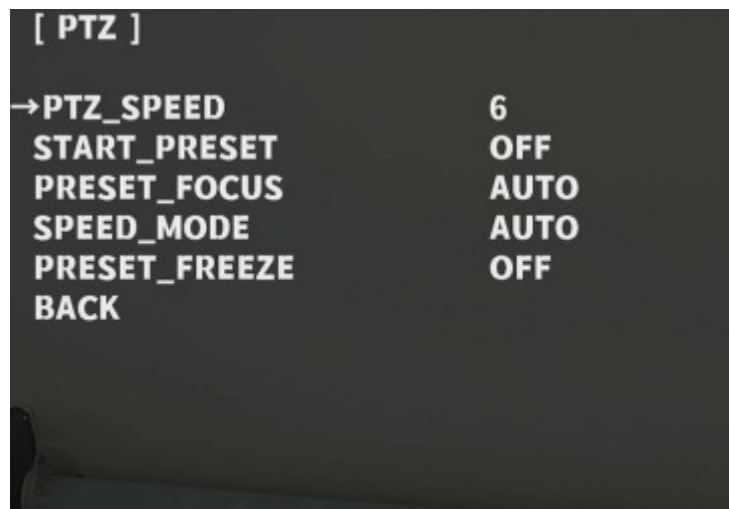 [ PTZ ]
→PTZ_SPEED 6
START_PRESET OFF
PRESET_FOCUS AUTO
SPEED_MODE AUTO
PRESET_FREEZE OFF
BACK